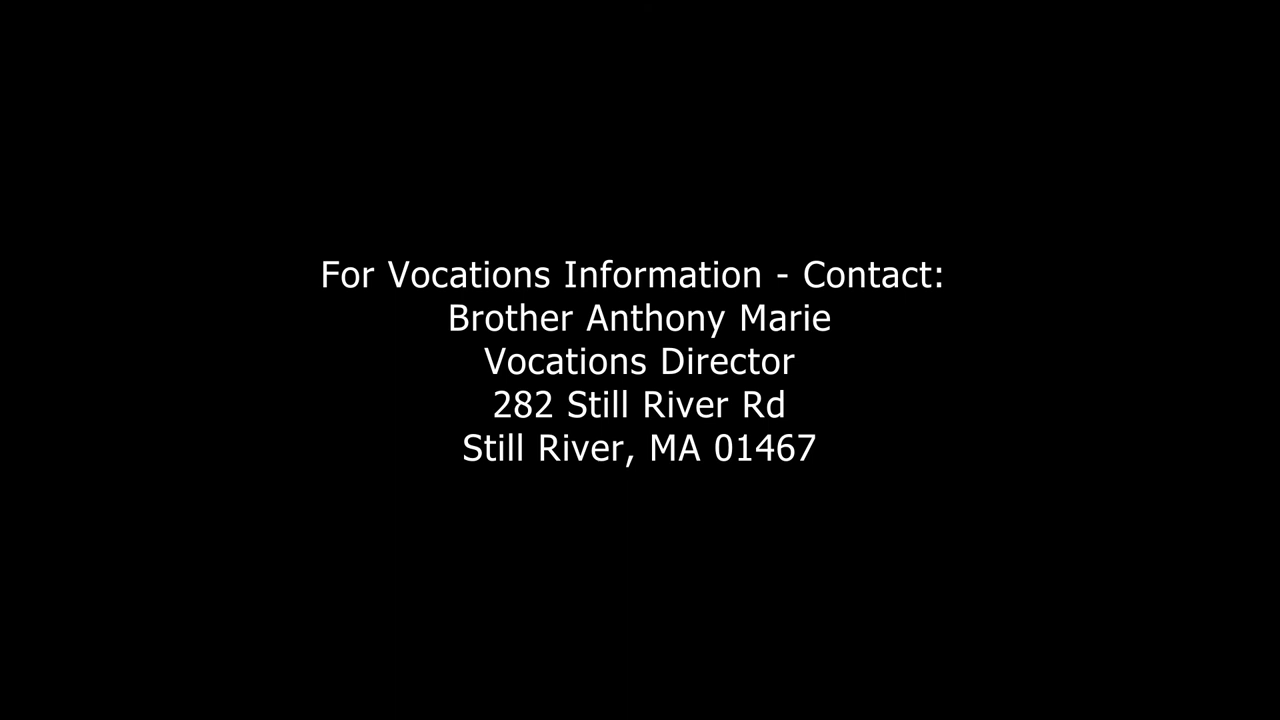 For Vocations Information - Contact:
Brother Anthony Marie
Vocations Director
282 Still River Rd
Still River, MA 01467